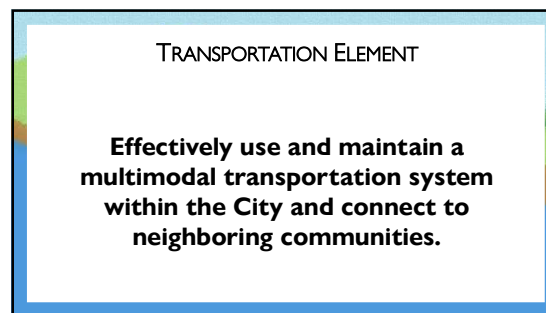 TRANSPORTATION ELEMENT
Effectively use and maintain a
multimodal transportation system
within the City and connect to
neighboring communities.